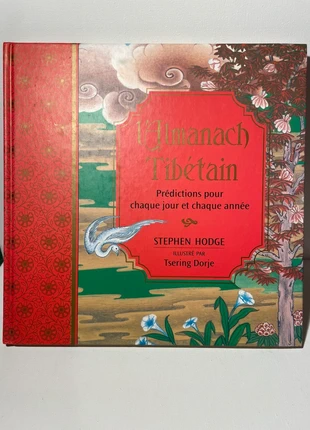 l'Almanach
Tibétain
Prédictions pour
chaque jour et chaque année
STEPHEN HODGE
ILLUSTRÉ PAR
Tsering Dorje